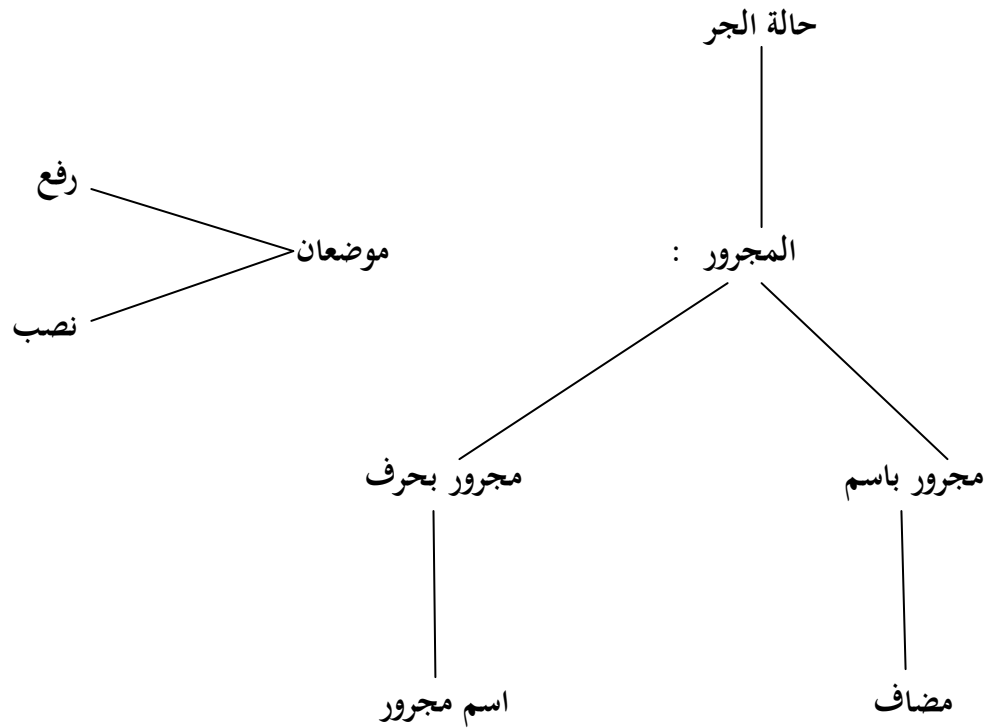 حالة الجر
رفع
المجرور :
موضعان
نصب
مجرور باسم
مجرور بحرف
مضاف
اسم مجرور